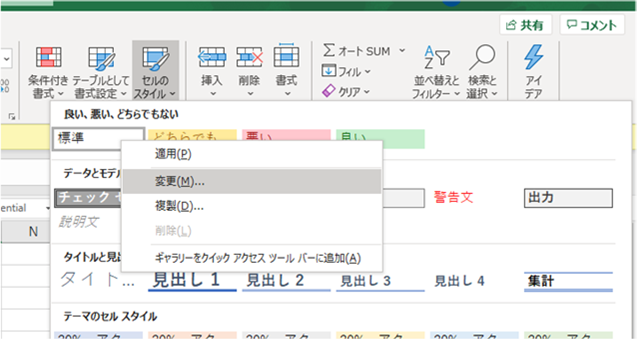 共有 コメント
条件付き書式 テーブルとして書式設定 セルのスタイル 挿入 削除 書式 オート SUM フィル クリア 並べ替えとフィルター 検索と選択 アイデア
良い、悪い、どちらでもない
標準 どちらでも 悪い 良い
適用(P)
データとモデル
変更(M)...
チェック セ 警告文 出力
複製(D)...
説明文
削除(L)
ential
N
タイトルと見出
ギャラリーをクイック アクセス ツール バーに追加(A)
タイト... 見出し 1 見出し 2 見出し 3 見出し 4 集計
テーマのセル スタイル
20% - アク 20% - アク 20% - アク 20% - アク 20% - アク 20% - アク